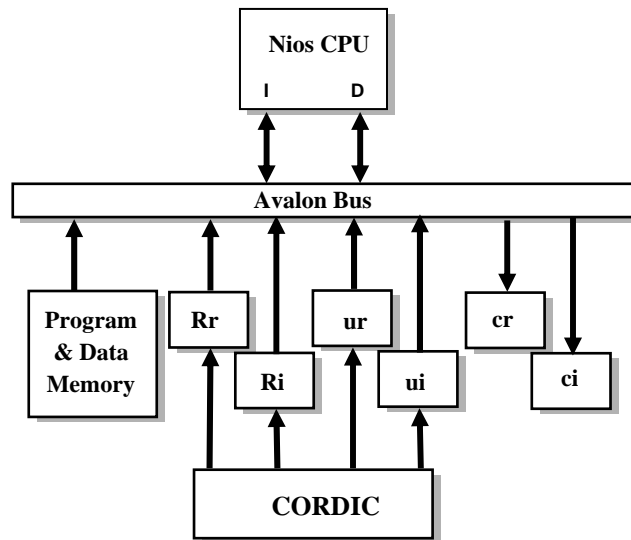 Nios CPU
I D
Avalon Bus
Program
& Data
Memory
Rr
Ri
ur
ui
cr
ci
CORDIC